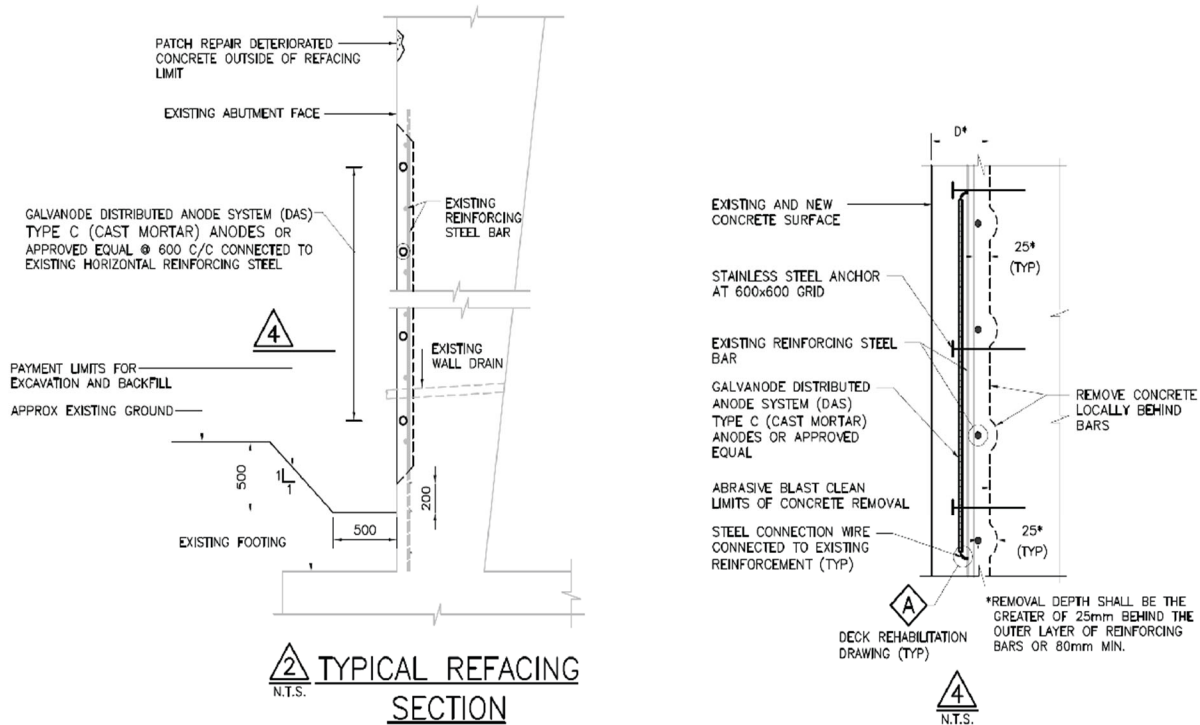 PATCH REPAIR DETERIORATED
CONCRETE OUTSIDE OF REFACING
LIMIT
EXISTING ABUTMENT FACE
GALVANODE DISTRIBUTED ANODE SYSTEM (DAS)
TYPE C (CAST MORTAR) ANODES OR
APPROVED EQUAL @ 600 C/C CONNECTED TO
EXISTING HORIZONTAL REINFORCING STEEL
EXISTING
REINFORCING
STEEL BAR
4
EXISTING
WALL DRAIN
PAYMENT LIMITS FOR
EXCAVATION AND BACKFILL
APPROX EXISTING GROUND
500
1
1
500
200
EXISTING FOOTING
2
N.T.S.
TYPICAL REFACING
SECTION
D*
EXISTING AND NEW
CONCRETE SURFACE
25*
(TYP)
STAINLESS STEEL ANCHOR
AT 600x600 GRID
EXISTING REINFORCING STEEL
BAR
GALVANODE DISTRIBUTED
ANODE SYSTEM (DAS)
TYPE C (CAST MORTAR)
ANODES OR APPROVED
EQUAL
REMOVE CONCRETE
LOCALLY BEHIND
BARS
ABRASIVE BLAST CLEAN
LIMITS OF CONCRETE REMOVAL
STEEL CONNECTION WIRE
CONNECTED TO EXISTING
REINFORCEMENT (TYP)
25*
(TYP)
A
DECK REHABILITATION
DRAWING (TYP)
*REMOVAL DEPTH SHALL BE THE
GREATER OF 25mm BEHIND THE
OUTER LAYER OF REINFORCING
BARS OR 80mm MIN.
4
N.T.S.